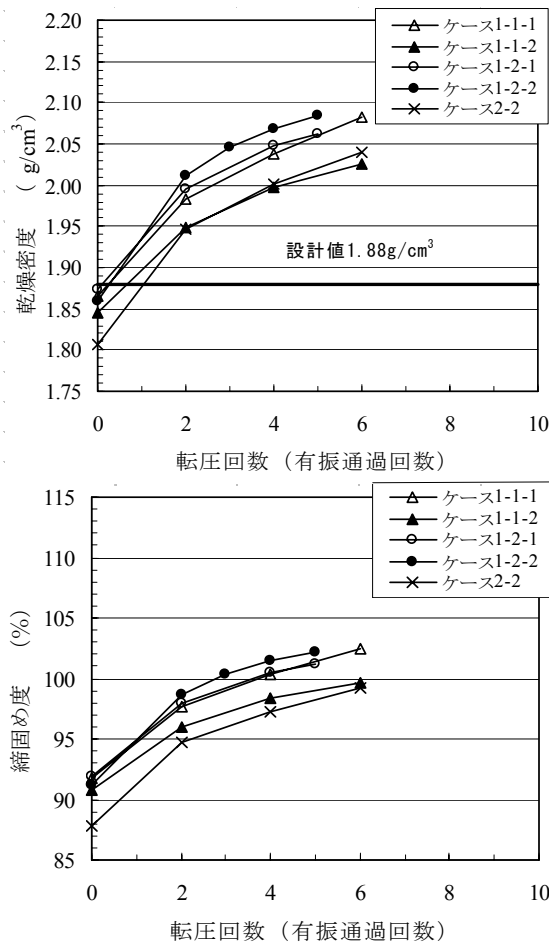 2.20
2.15
2.10
2.05
2.00
1.95
1.90
1.85
1.80
1.75
乾燥密度 （ g/cm³）
ケース1-1-1
ケース1-1-2
ケース1-2-1
ケース1-2-2
ケース2-2
設計値1.88g/cm³
0 2 4 6 8 10
転圧回数（有振通過回数）
115
110
105
100
95
90
85
締固め度 （%）
ケース1-1-1
ケース1-1-2
ケース1-2-1
ケース1-2-2
ケース2-2
0 2 4 6 8 10
転圧回数（有振通過回数）